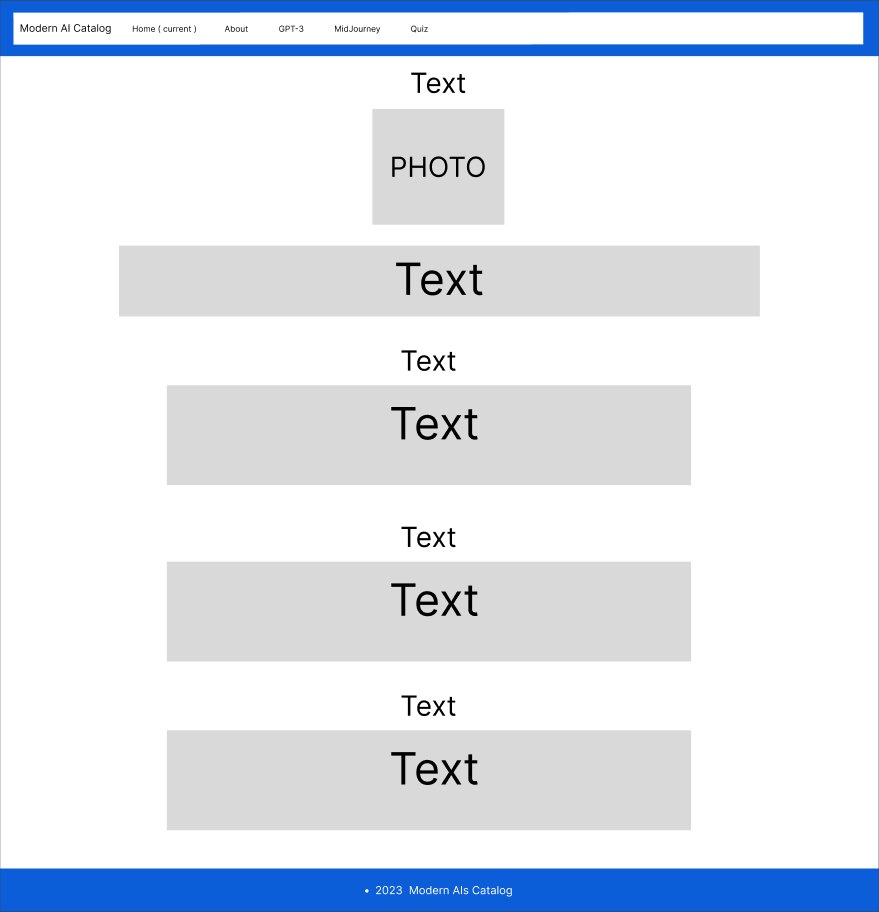 Modern AI Catalog Home ( current ) About GPT-3 MidJourney Quiz
Text
PHOTO
Text
Text
Text
Text
Text
Text
Text
• 2023 Modern AIs Catalog